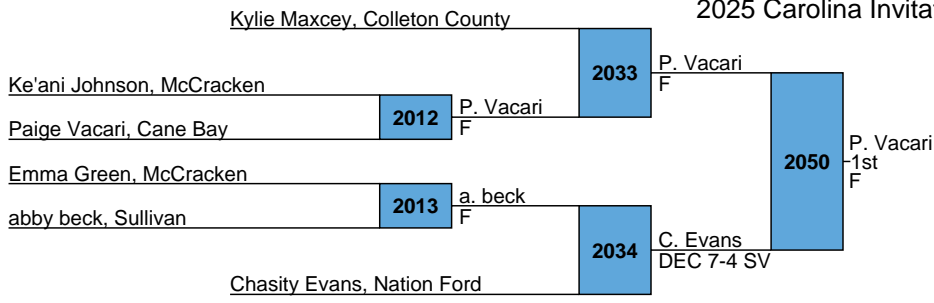 2025 Carolina Invita
Kylie Maxcey, Colleton County
2033
P. Vacari
F
Ke'ani Johnson, McCracken
2012
P. Vacari
F
Paige Vacari, Cane Bay
2050
P. Vacari
1st
F
Emma Green, McCracken
2013
a. beck
F
abby beck, Sullivan
2034
C. Evans
DEC 7-4 SV
Chasity Evans, Nation Ford